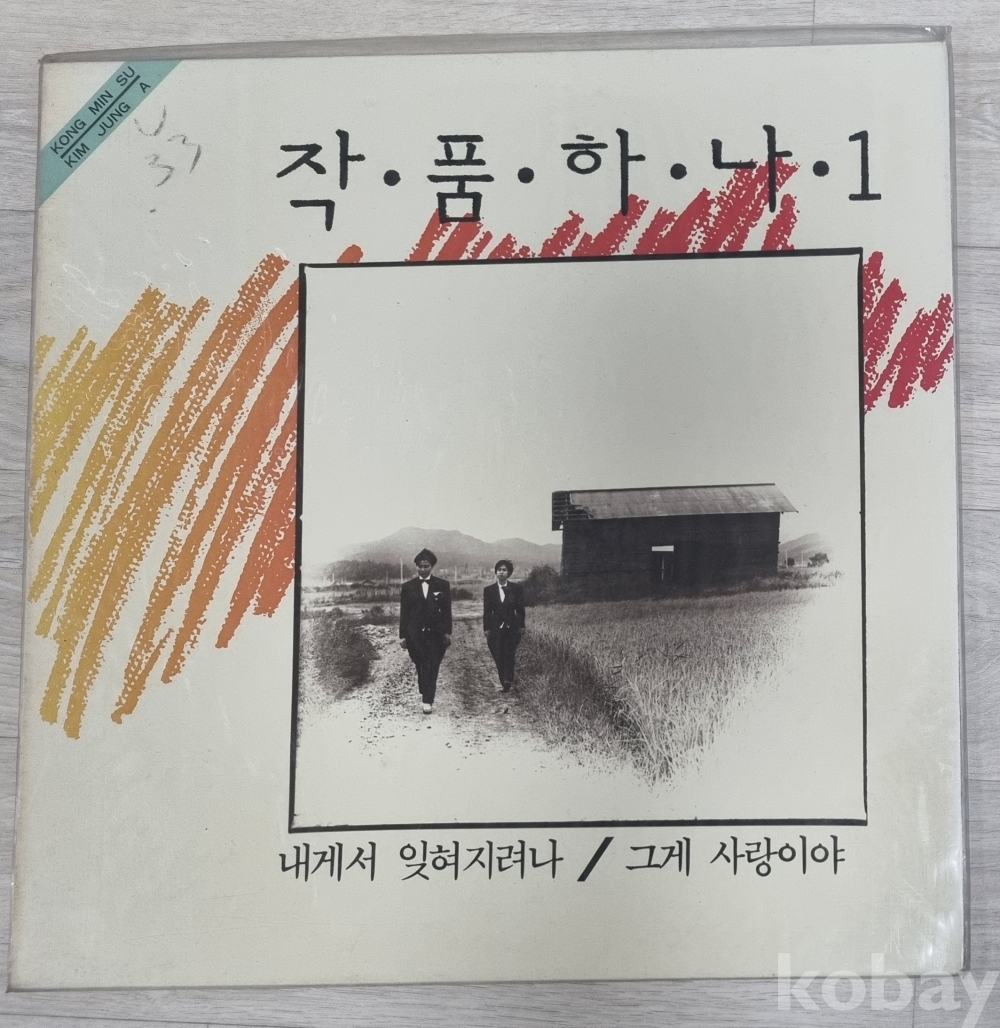 KONG MIN SU
KIM JUNG A
33
작·품·하·나·1
내게서 잊혀지려나 / 그게 사랑이야
kobay